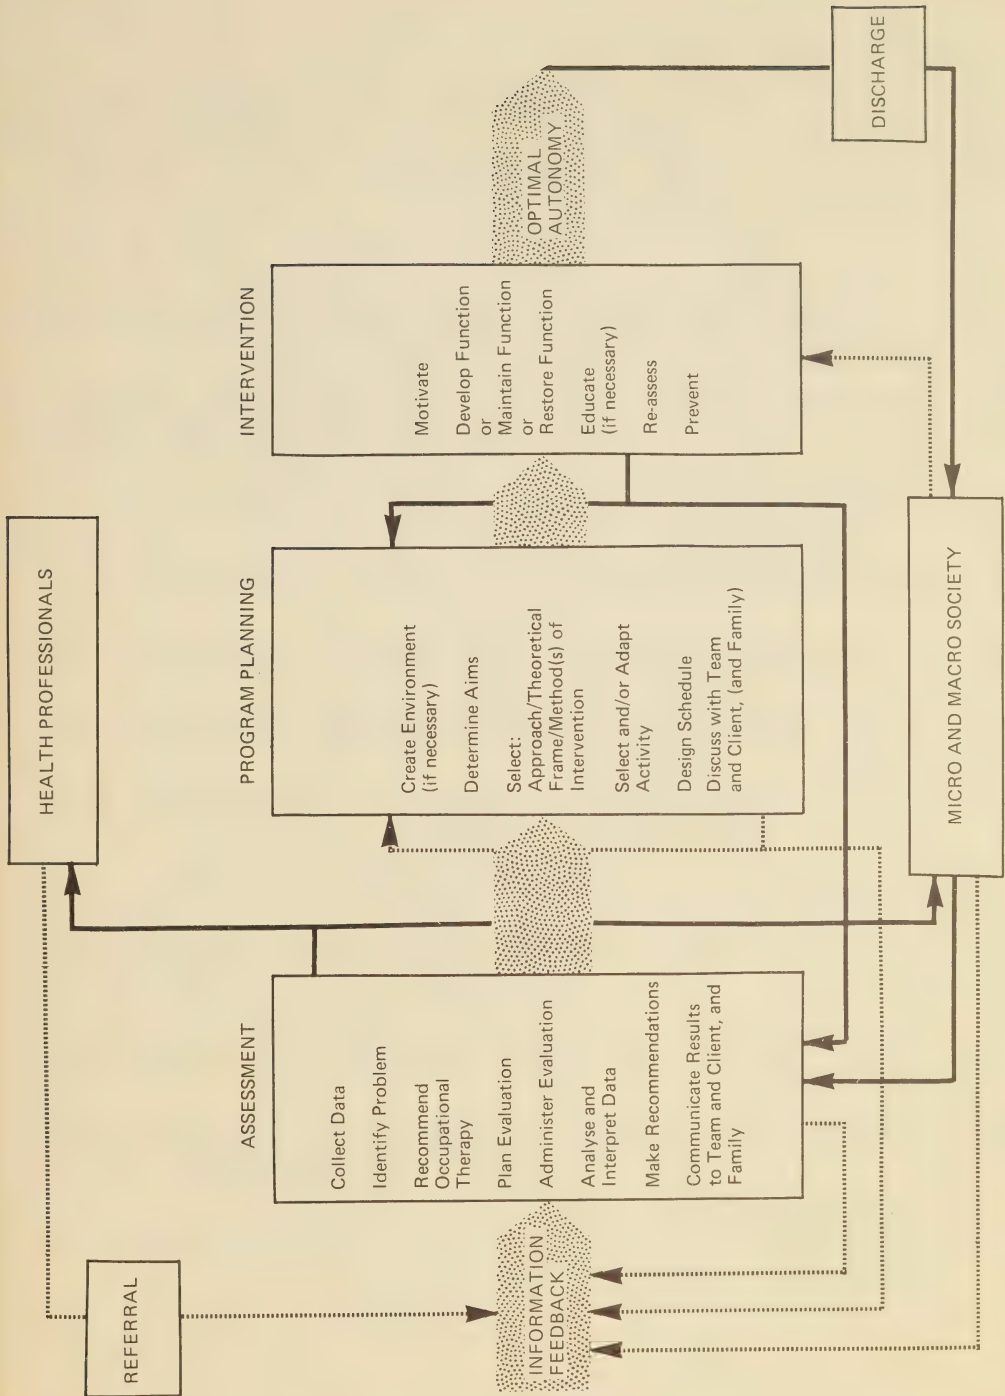 HEALTH PROFESSIONALS
REFERRAL
INFORMATION
FEEDBACK
ASSESSMENT
Collect Data
Identify Problem
Recommend
Occupational
Therapy
Plan Evaluation
Administer Evaluation
Analyse and
Interpret Data
Make Recommendations
Communicate Results
to Team and Client, and
Family
PROGRAM PLANNING
Create Environment
(if necessary)
Determine Aims
Select:
Approach/Theoretical
Frame/Method(s) of
Intervention
Select and/or Adapt
Activity
Design Schedule
Discuss with Team
and Client, (and Family)
INTERVENTION
Motivate
Develop Function
or
Maintain Function
or
Restore Function
Educate
(if necessary)
Re-assess
Prevent
OPTIMAL
AUTONOMY
DISCHARGE
MICRO AND MACRO SOCIETY